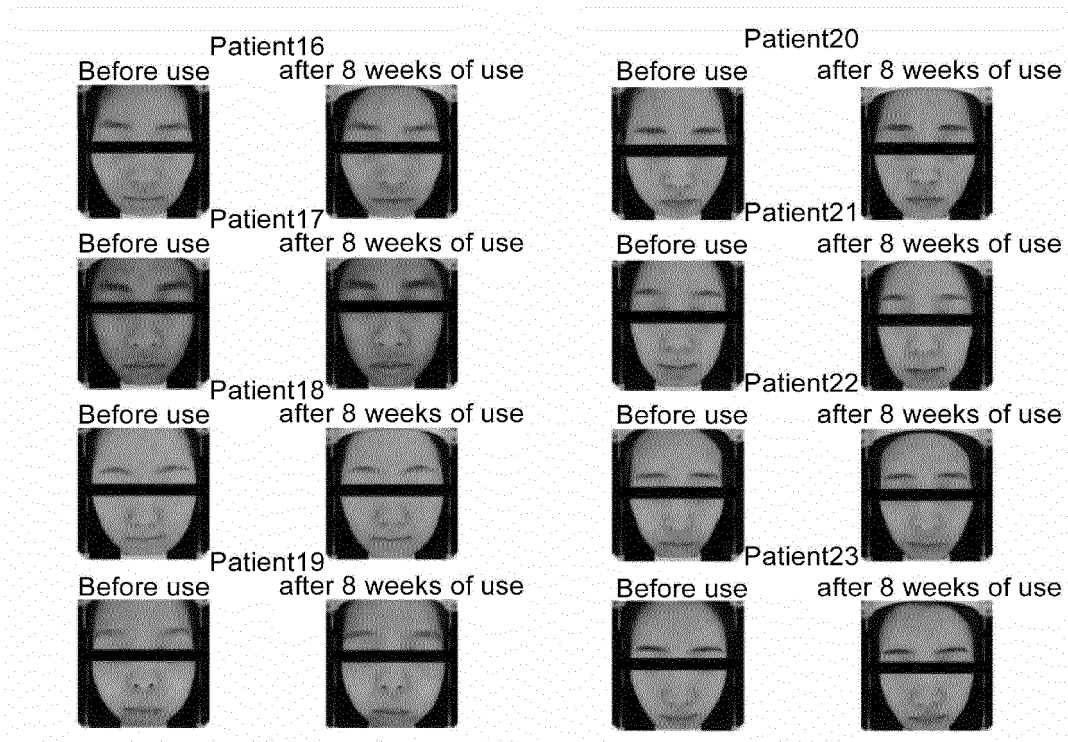 Patient16
Before use after 8 weeks of use
Patient17
Before use after 8 weeks of use
Patient18
Before use after 8 weeks of use
Patient19
Before use after 8 weeks of use
Patient20
Before use after 8 weeks of use
Patient21
Before use after 8 weeks of use
Patient22
Before use after 8 weeks of use
Patient23
Before use after 8 weeks of use